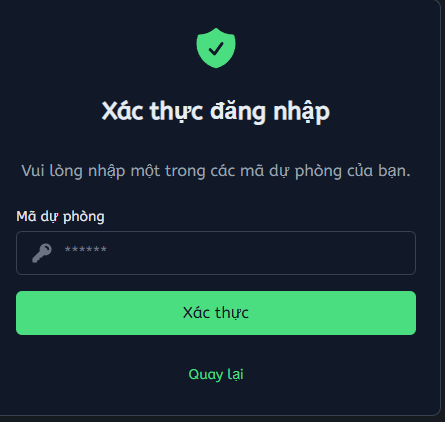 Xác thực đăng nhập
Vui lòng nhập một trong các mã dự phòng của bạn.
Mã dự phòng
******
Xác thực
Quay lại